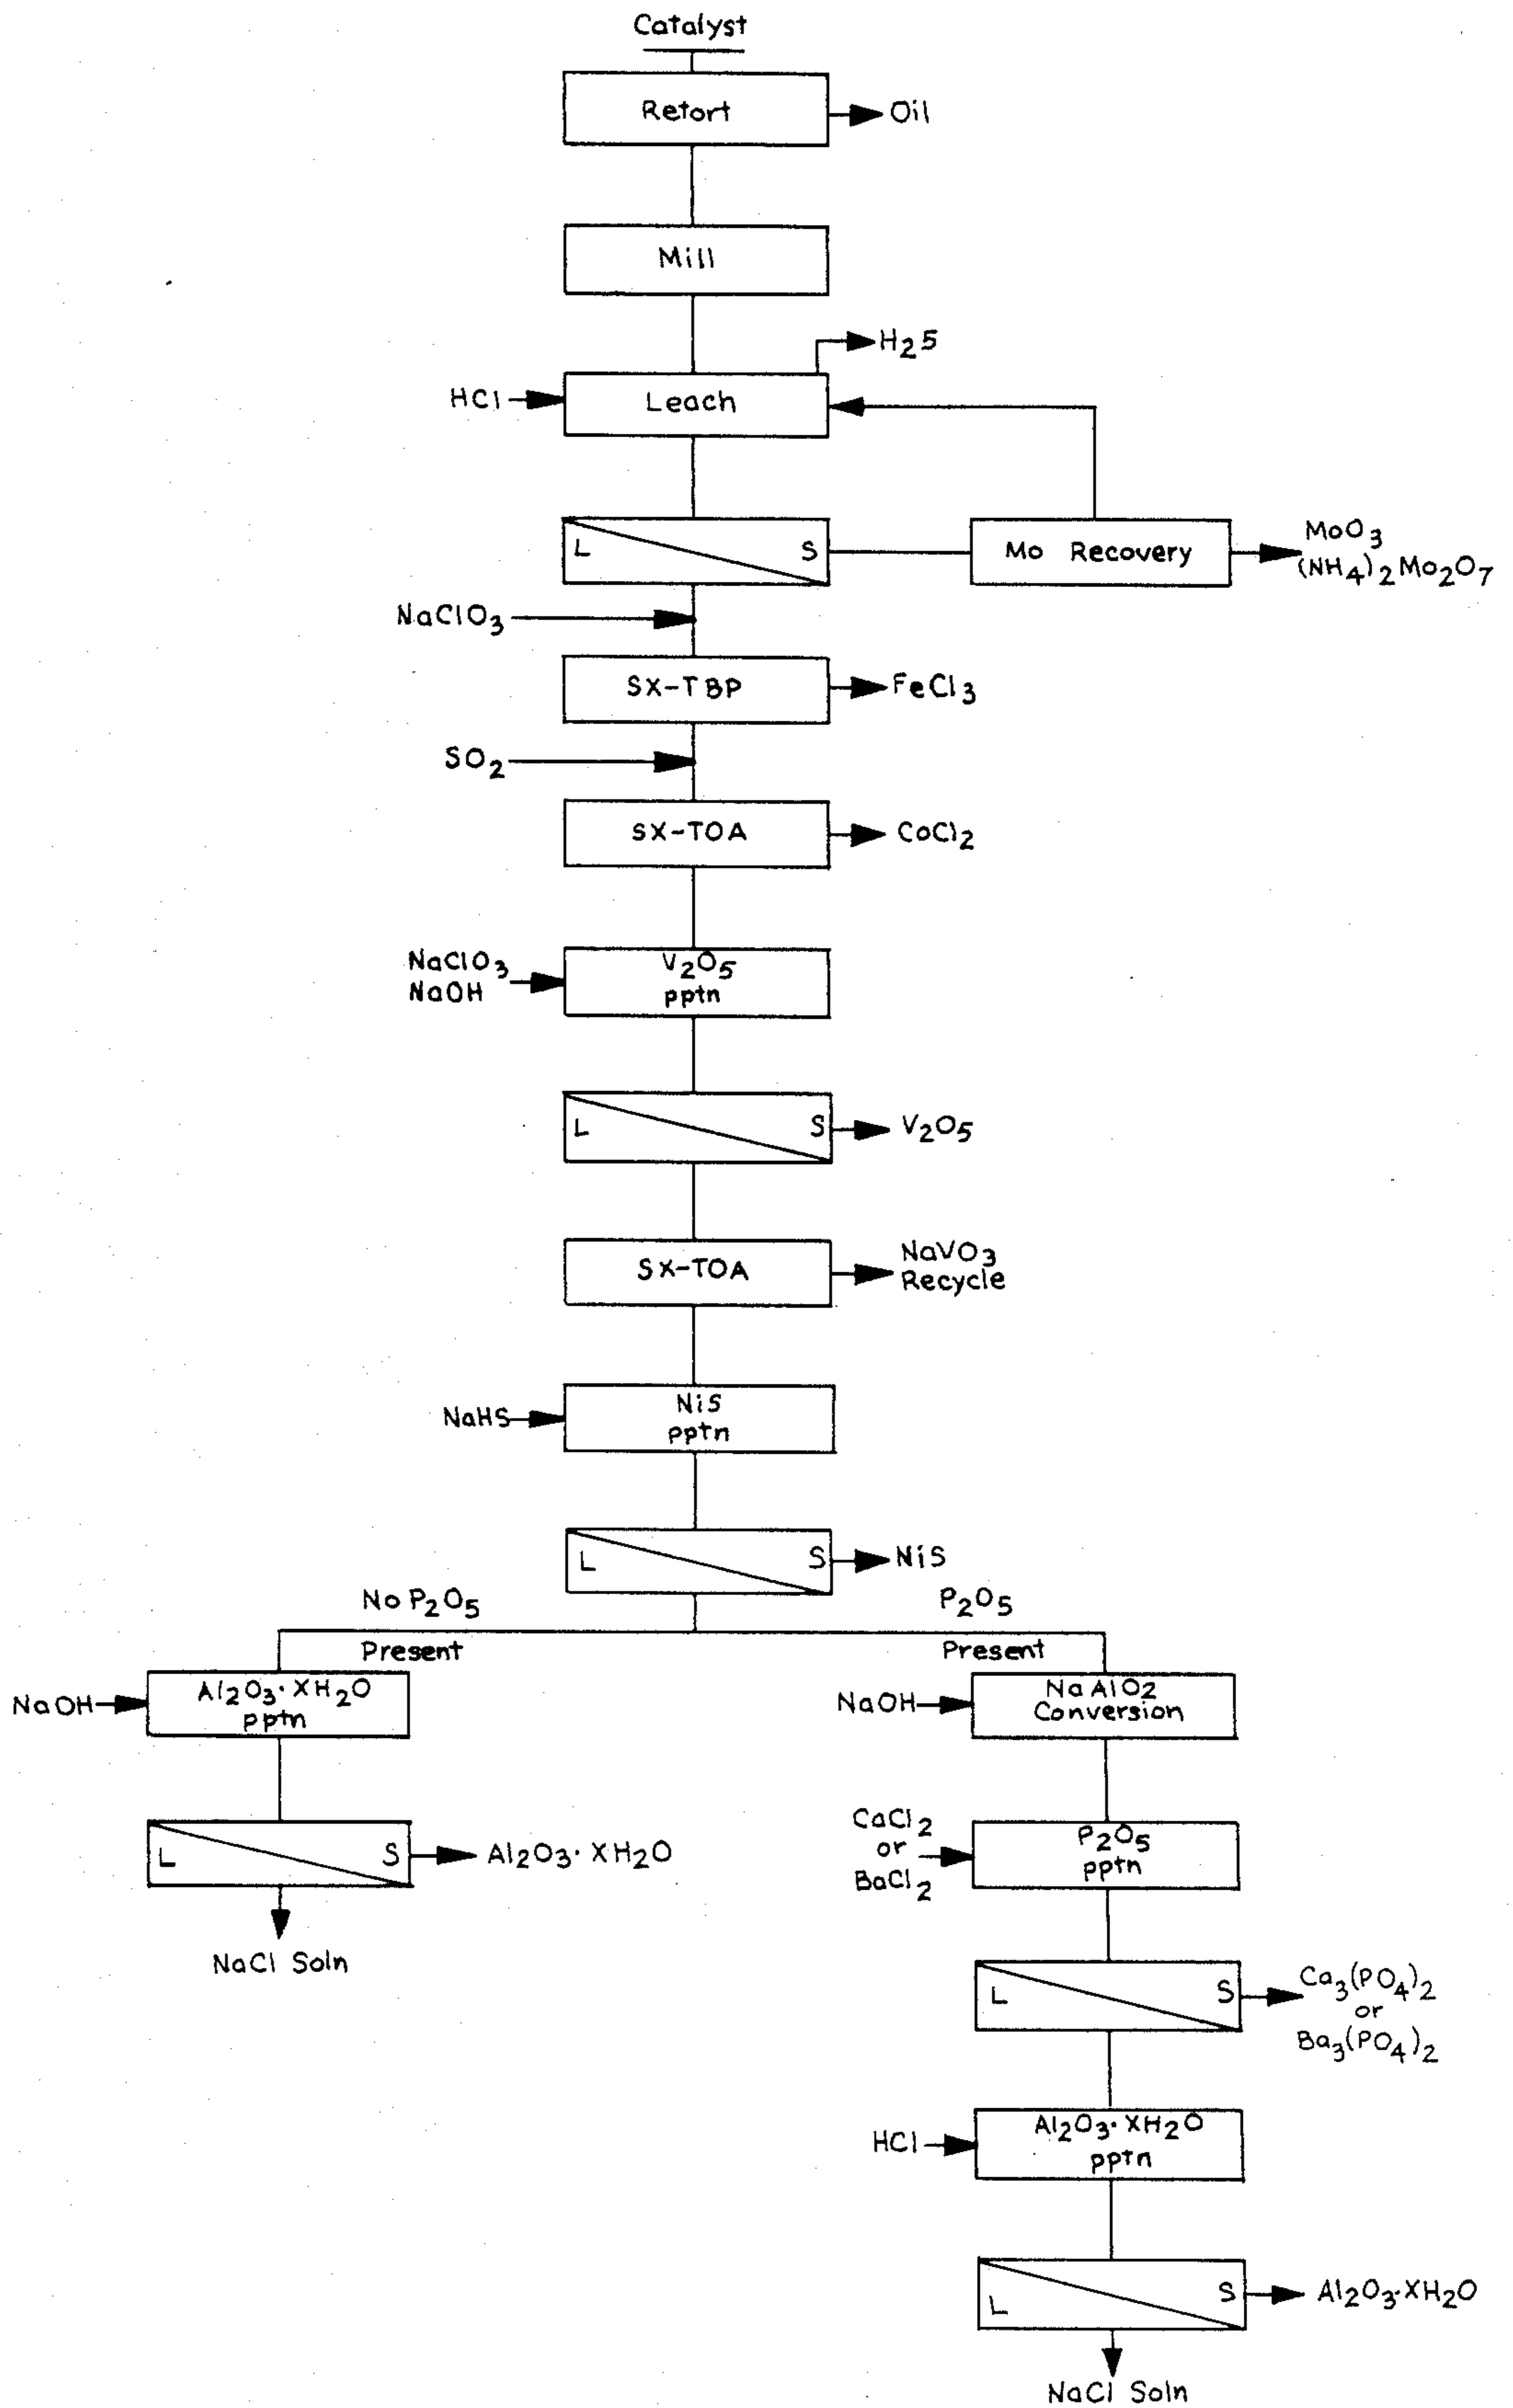 Catalyst
Retort
Oil
Mill
H25
HCl
Leach
L
S
Mo Recovery
MoO3
(NH4)2Mo2O7
NaClO3
SX-TBP
FeCl3
SO2
SX-TOA
CoCl2
NaClO3
NaOH
V2O5
pptn
L
S
V2O5
SX-TOA
NaVO3
Recycle
NaHS
NiS
pptn
L
S
NiS
No P2O5
Present
P2O5
Present
NaOH
Al2O3·XH2O
pptn
NaOH
NaAlO2
Conversion
L
S
Al2O3·XH2O
NaCl Soln
CaCl2
or
BaCl2
P2O5
pptn
L
S
Ca3(PO4)2
or
Ba3(PO4)2
HCl
Al2O3·XH2O
pptn
L
S
Al2O3·XH2O
NaCl Soln